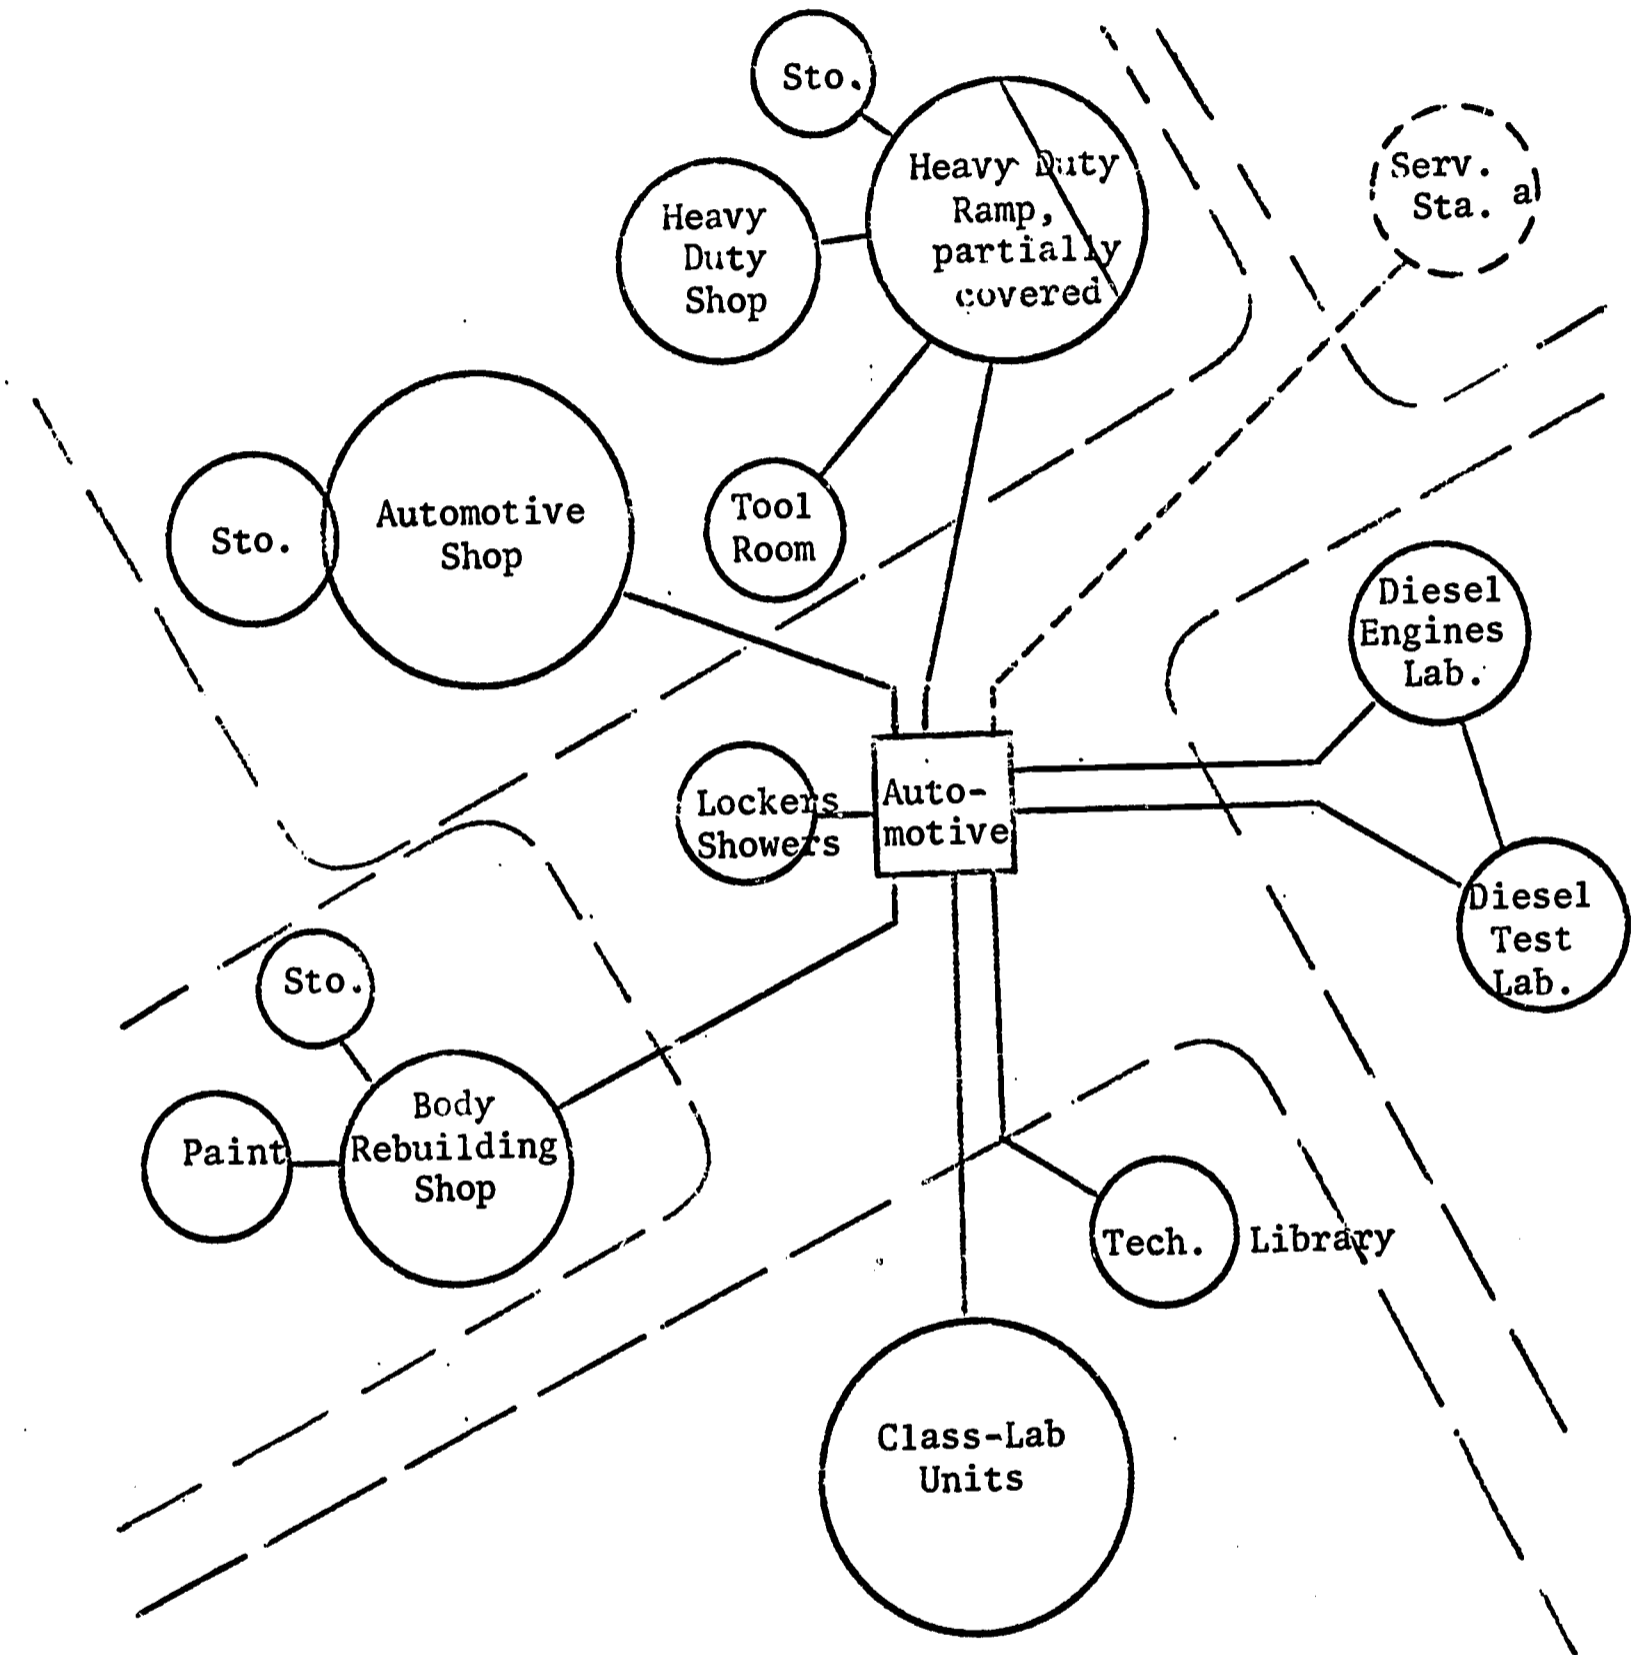 Sto.
Heavy Duty
Ramp,
partially
covered
Serv.
Sta. a
Heavy
Duty
Shop
Automotive
Shop
Sto.
Tool
Room
Diesel
Engines
Lab.
Lockers
Showers
Auto-
motive
Diesel
Test
Lab.
Sto.
Body
Rebuilding
Shop
Paint
Tech. Library
Class-Lab
Units